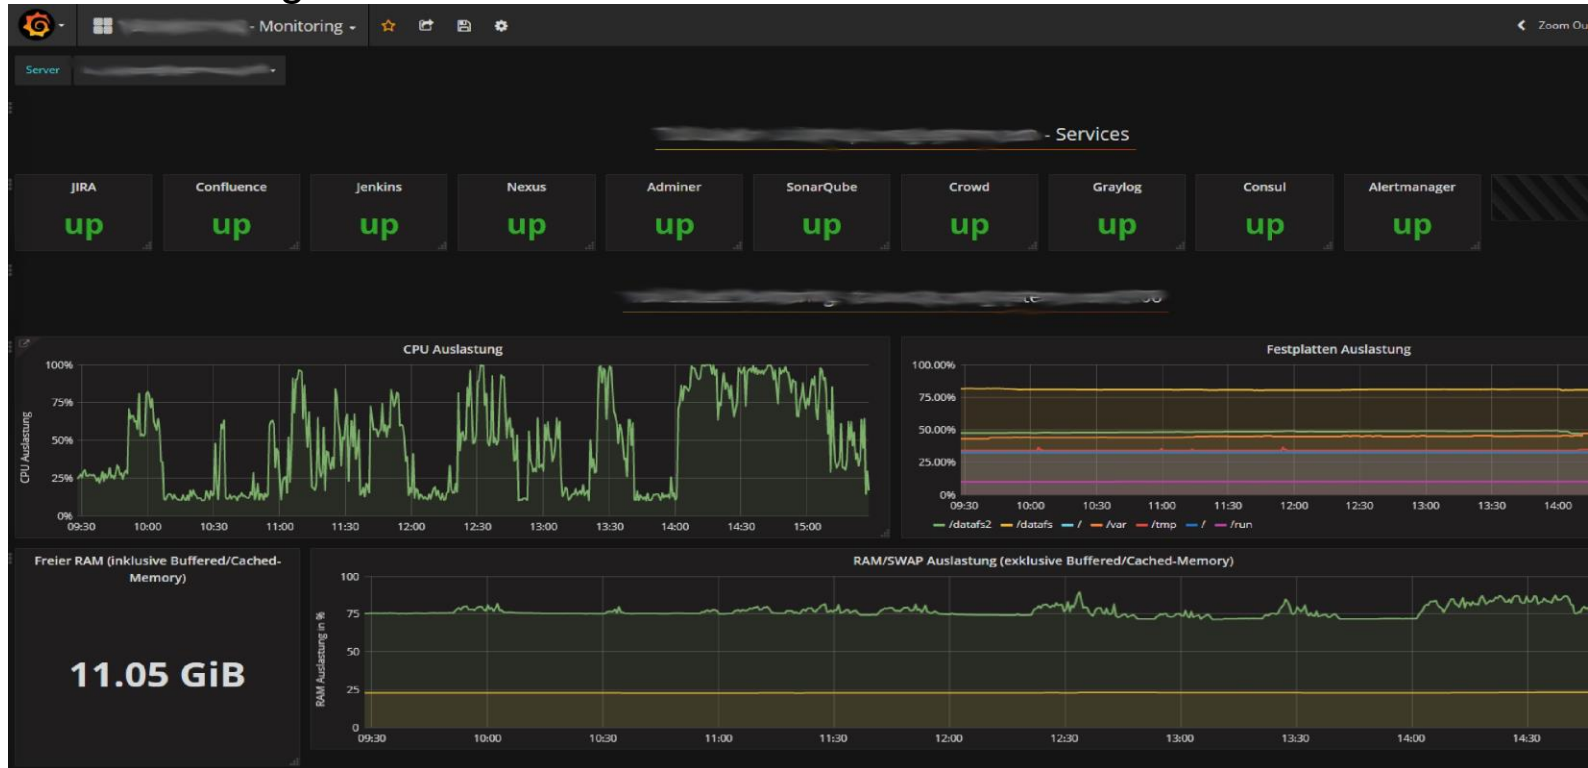 - Monitoring
Zoom Ou
Server
- Services
JIRA
up
Confluence
up
Jenkins
up
Nexus
up
Adminer
up
SonarQube
up
Crowd
up
Graylog
up
Consul
up
Alertmanager
up
CPU Auslastung
CPU Auslastung
100%
75%
50%
25%
0%
09:30 10:00 10:30 11:00 11:30 12:00 12:30 13:00 13:30 14:00 14:30 15:00
Festplatten Auslastung
100.00%
75.00%
50.00%
25.00%
0%
09:30 10:00 10:30 11:00 11:30 12:00 12:30 13:00 13:30 14:00
/datafs2 /datafs / /var /tmp / /run
Freier RAM (inklusive Buffered/Cached-
Memory)
11.05 GiB
RAM/SWAP Auslastung (exklusive Buffered/Cached-Memory)
RAM Auslastung in %
100
75
50
25
0
09:30 10:00 10:30 11:00 11:30 12:00 12:30 13:00 13:30 14:00 14:30